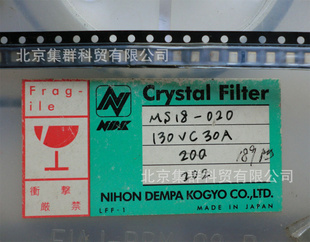 北京集群科贸有限公司
Frag-
ile
Crystal Filter
NDK
MS18-020
130VC30A
200
202
衝撃
厳禁
北京集群科贸有限公司
NIHON DEMPA KOGYO CO.,LTD.
LFF-1 MADE IN JAPAN